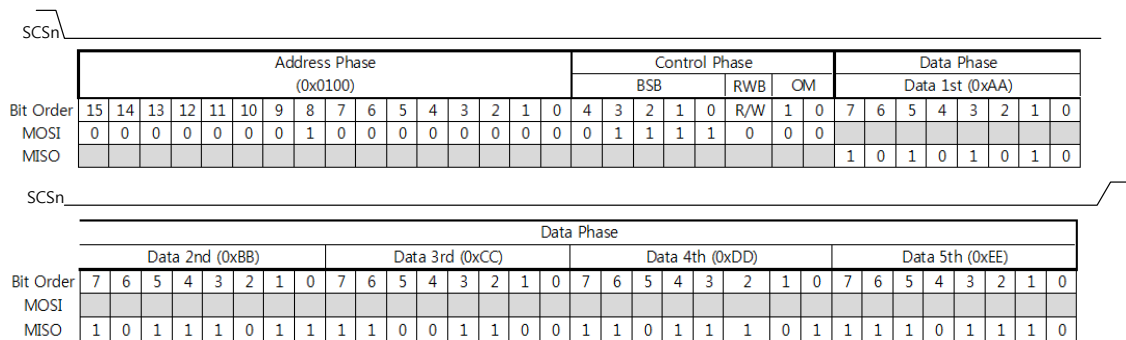 SCSn
Address Phase Control Phase Data Phase
(0x0100) BSB RWB OM Data 1st (0xAA)
Bit Order 15 14 13 12 11 10 9 8 7 6 5 4 3 2 1 0 4 3 2 1 0 R/W 1 0 7 6 5 4 3 2 1 0
MOSI 0 0 0 0 0 0 0 1 0 0 0 0 0 0 0 0 0 1 1 1 1 0 0 0
MISO 1 0 1 0 1 0 1 0
SCSn
Data Phase
Data 2nd (0xBB) Data 3rd (0xCC) Data 4th (0xDD) Data 5th (0xEE)
Bit Order 7 6 5 4 3 2 1 0 7 6 5 4 3 2 1 0 7 6 5 4 3 2 1 0 7 6 5 4 3 2 1 0
MOSI
MISO 1 0 1 1 1 0 1 1 1 1 0 0 1 1 0 0 1 1 0 1 1 1 0 1 1 1 1 0 1 1 1 0